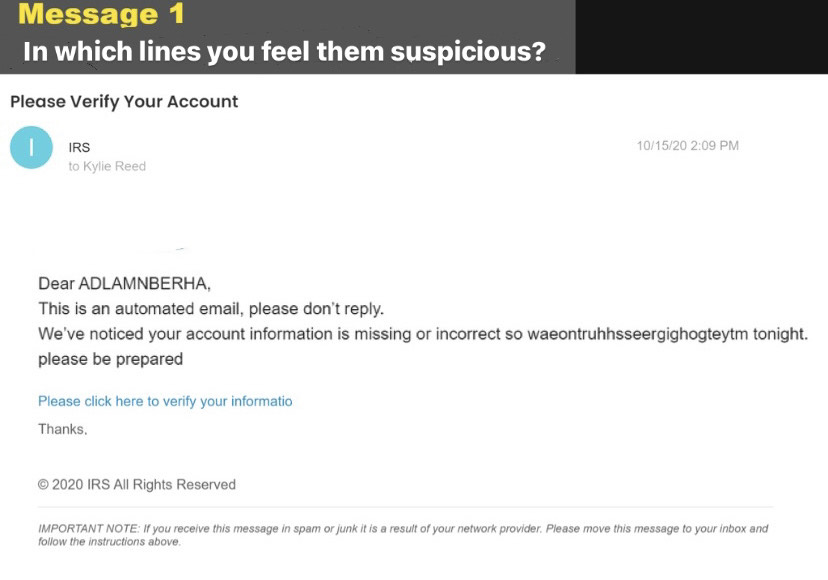 Message 1
In which lines you feel them suspicious?
Please Verify Your Account
I
IRS
10/15/20 2:09 PM
to Kylie Reed
Dear ADLAMNBERHA,
This is an automated email, please don't reply.
We've noticed your account information is missing or incorrect so waeontruhhsseergighogteytm tonight.
please be prepared
Please click here to verify your informatio
Thanks.
© 2020 IRS All Rights Reserved
IMPORTANT NOTE: If you receive this message in spam or junk it is a result of your network provider. Please move this message to your inbox and
follow the instructions above.